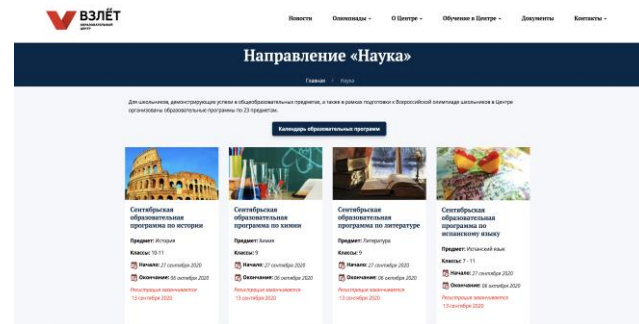 ВЗЛЁТ
ОБРАЗОВАТЕЛЬНЫЙ
ЦЕНТР
Новости Олимпиады О Центре Обучение в Центре Документы Контакты
Направление «Наука»
Главная / Наука
Для школьников, демонстрирующих успехи в общеобразовательных предметах, а также в рамках подготовки к Всероссийской олимпиаде школьников в Центре
организованы образовательные программы по 23 предметам.
Календарь образовательных программ
Сентябрьская
образовательная
программа по истории
Предмет: История
Классы: 10-11
Начало: 27 сентября 2020
Окончание: 06 октября 2020
Регистрация заканчивается
13 сентября 2020
Сентябрьская
образовательная
программа по химии
Предмет: Химия
Классы: 9
Начало: 27 сентября 2020
Окончание: 06 октября 2020
Регистрация заканчивается
13 сентября 2020
Сентябрьская
образовательная
программа по литературе
Предмет: Литература
Классы: 9
Начало: 27 сентября 2020
Окончание: 06 октября 2020
Регистрация заканчивается
13 сентября 2020
Сентябрьская
образовательная
программа по
испанскому языку
Предмет: Испанский язык
Классы: 7 - 11
Начало: 27 сентября 2020
Окончание: 06 октября 2020
Регистрация заканчивается
13 сентября 2020